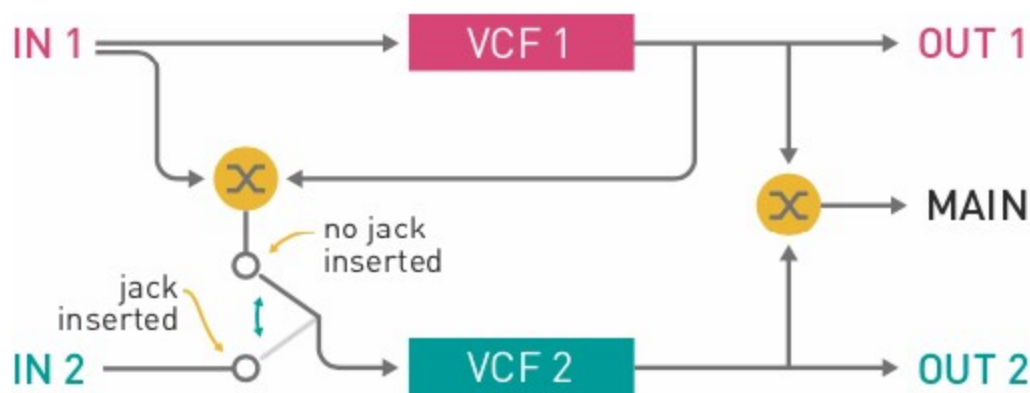 IN 1
VCF 1
OUT 1
MAIN
no jack
inserted
jack
inserted
IN 2
VCF 2
OUT 2